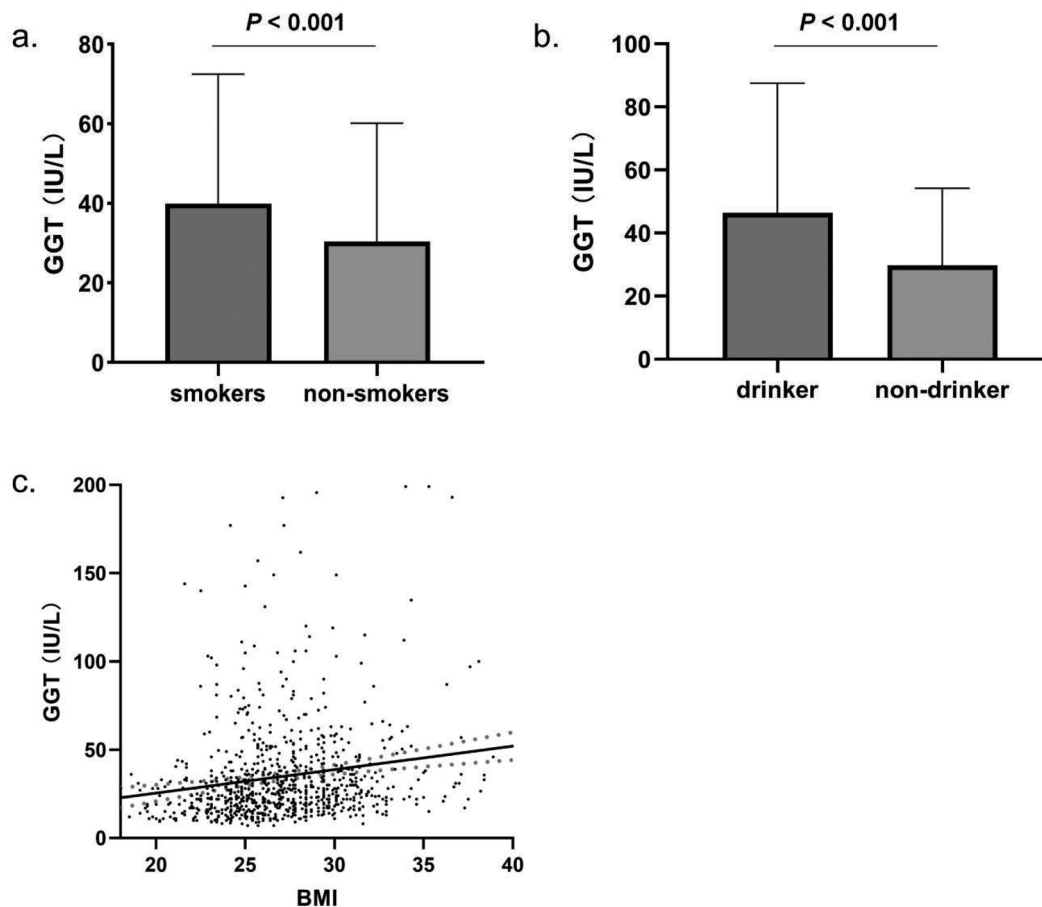 a.
P < 0.001
80
60
40
20
0
GGT（IU/L）
smokers non-smokers
b.
P < 0.001
100
80
60
40
20
0
GGT（IU/L）
drinker non-drinker
c.
200
150
100
50
0
GGT（IU/L）
20 25 30 35 40
BMI